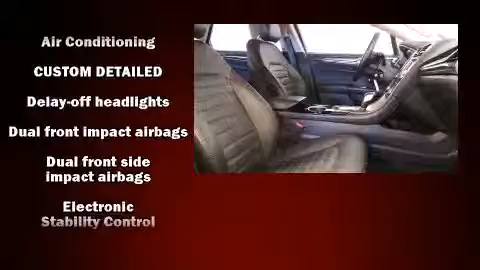 Air Conditioning
CUSTOM DETAILED
Delay-off headlights
Dual front impact airbags
Dual front side
impact airbags
Electronic
Stability Control